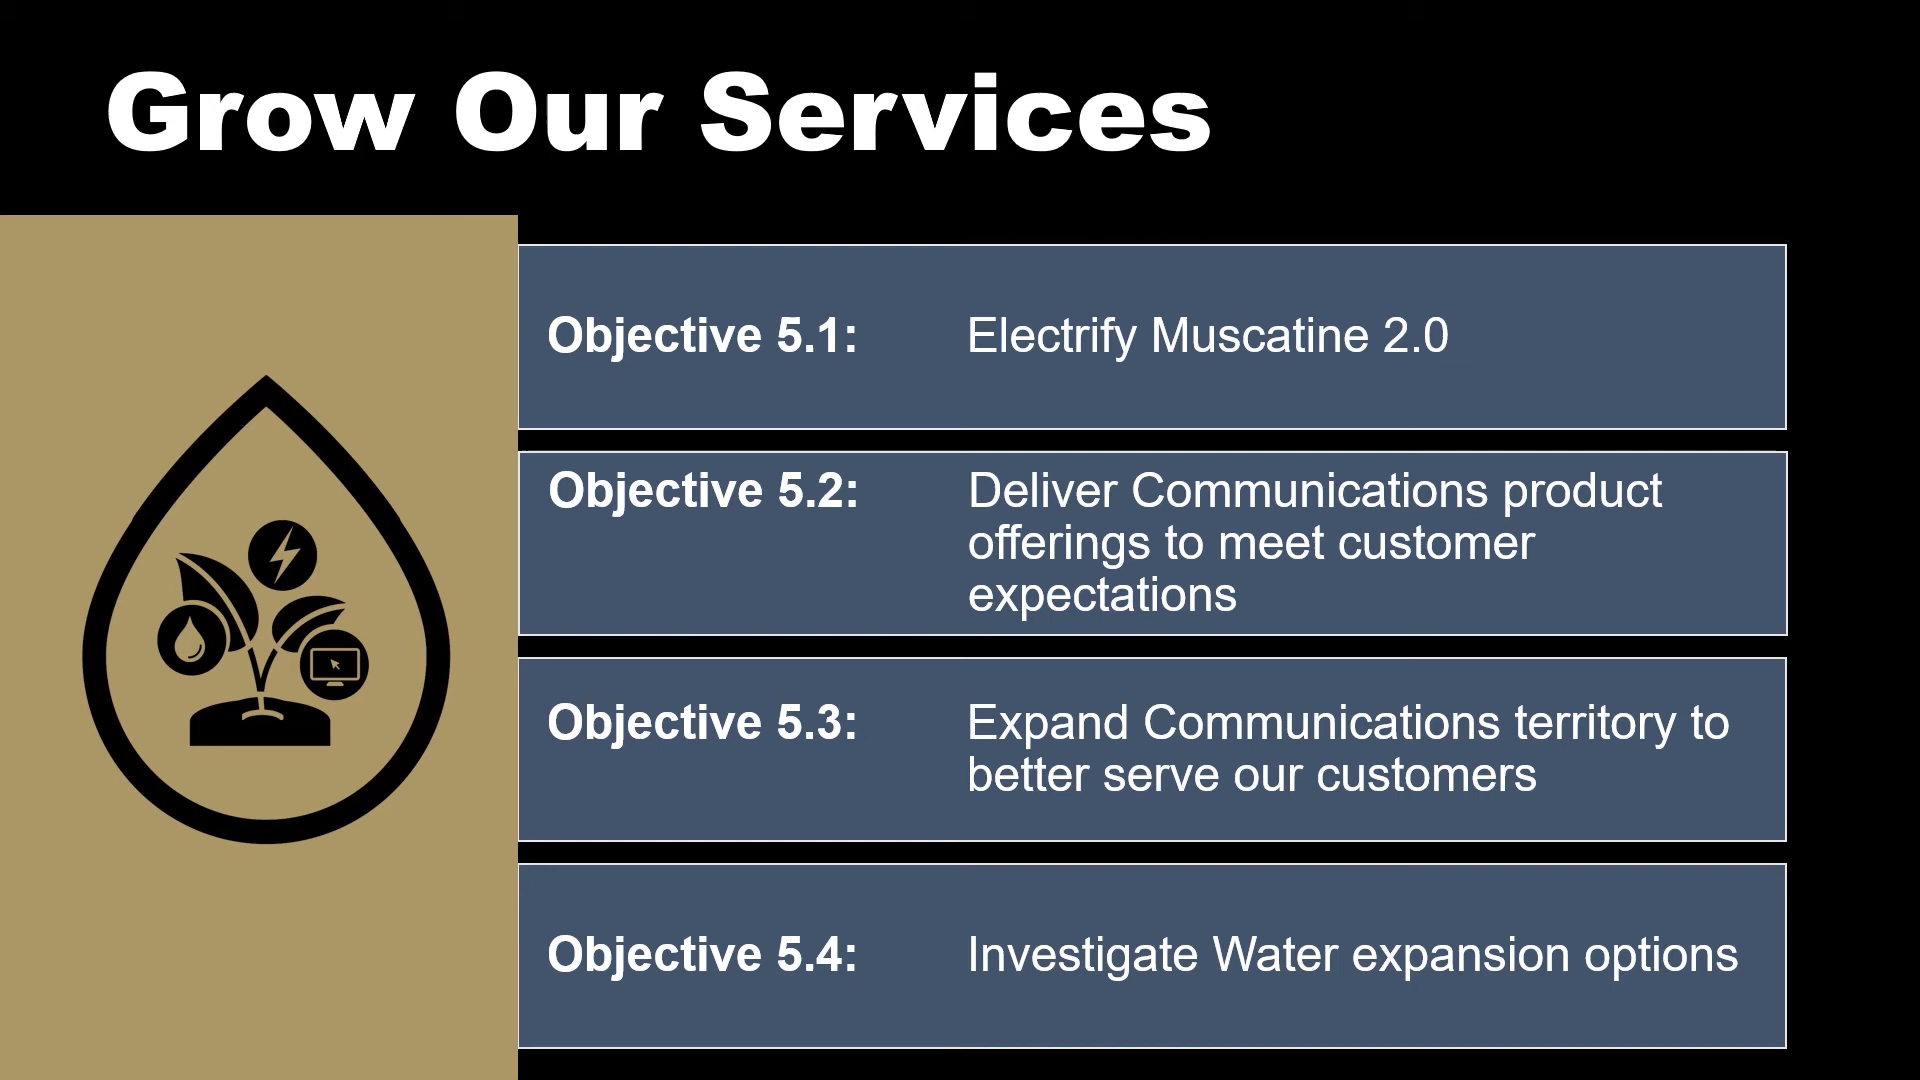 Grow Our Services
Objective 5.1: Electrify Muscatine 2.0
Objective 5.2: Deliver Communications product
offerings to meet customer
expectations
Objective 5.3: Expand Communications territory to
better serve our customers
Objective 5.4: Investigate Water expansion options